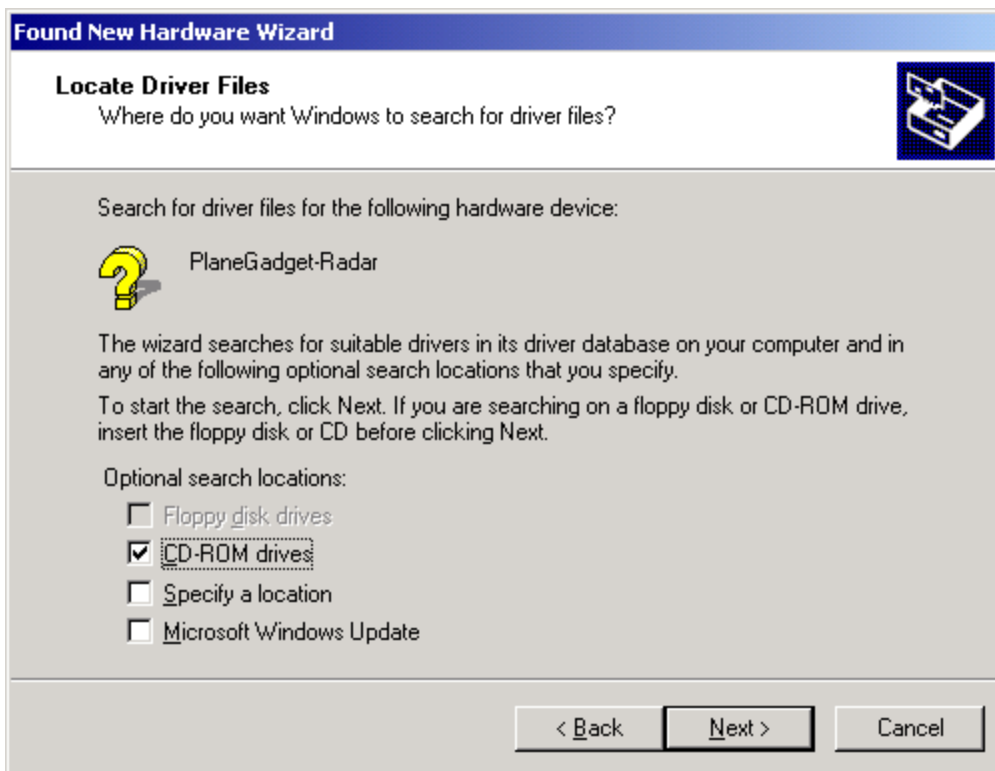 Found New Hardware Wizard
Locate Driver Files
Where do you want Windows to search for driver files?
Search for driver files for the following hardware device:
PlaneGadget-Radar
The wizard searches for suitable drivers in its driver database on your computer and in
any of the following optional search locations that you specify.
To start the search, click Next. If you are searching on a floppy disk or CD-ROM drive,
insert the floppy disk or CD before clicking Next.
Optional search locations:
Floppy disk drives
CD-ROM drives
Specify a location
Microsoft Windows Update
< Back Next > Cancel